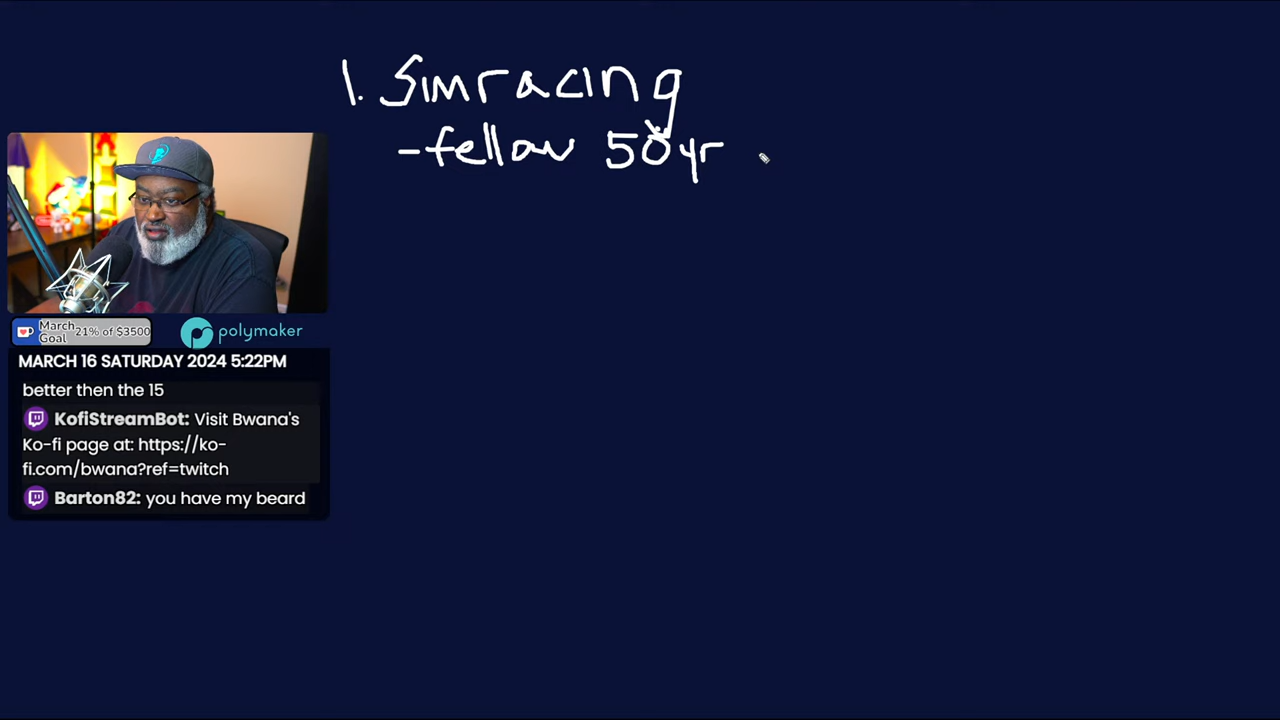 1. Simracing
-fellow 50yr
March
Goal
21% of $3500
polymaker
MARCH 16 SATURDAY 2024 5:22PM
better then the 15
KofiStreamBot: Visit Bwana's
Ko-fi page at: https://ko-
fi.com/bwana?ref=twitch
Barton82: you have my beard